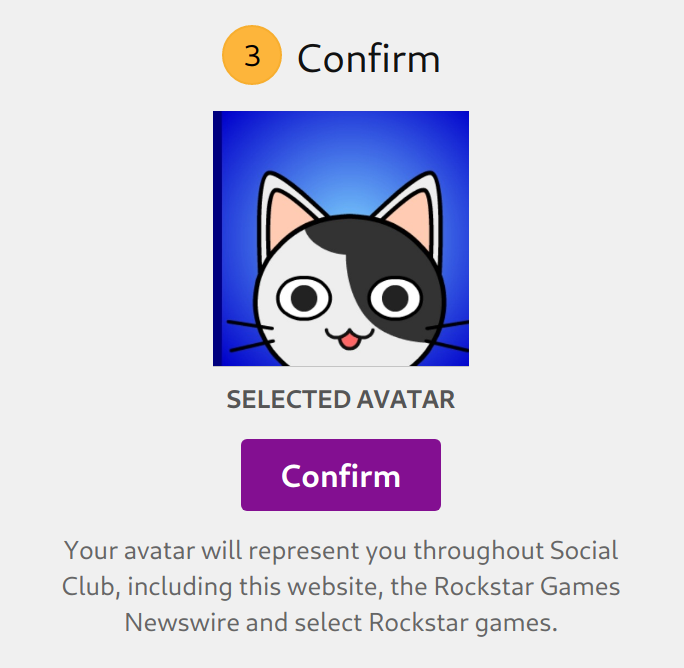 3 Confirm
SELECTED AVATAR
Confirm
Your avatar will represent you throughout Social
Club, including this website, the Rockstar Games
Newswire and select Rockstar games.